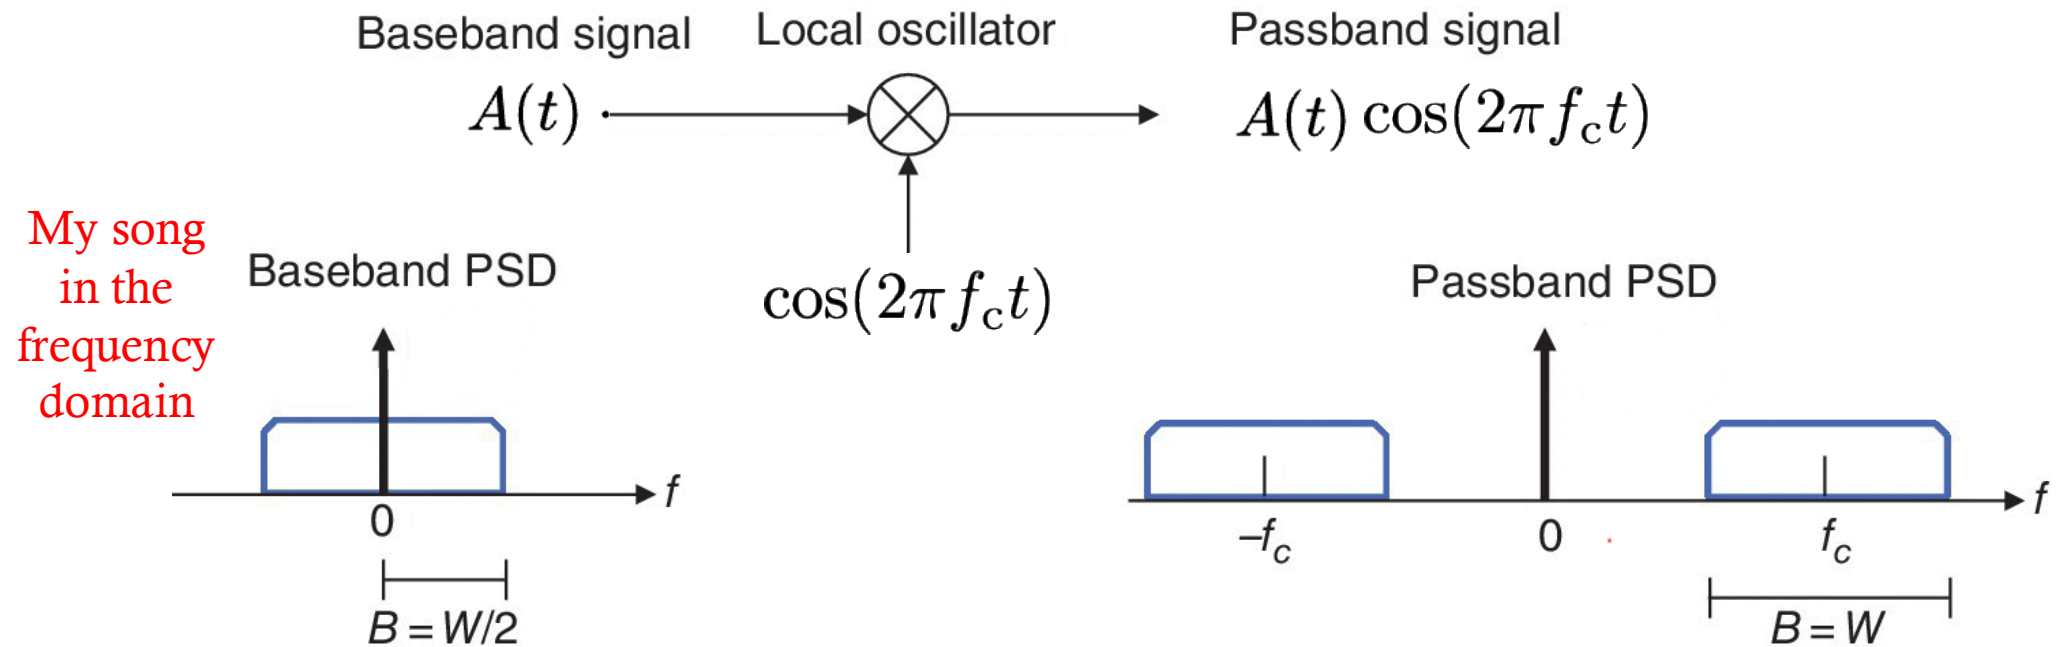 Baseband signal
Local oscillator
Passband signal
A(t)
A(t) cos(2πf_c t)
cos(2πf_c t)
My song
in the
frequency
domain
Baseband PSD
f
0
B = W/2
Passband PSD
f
–f_c
0
f_c
B = W